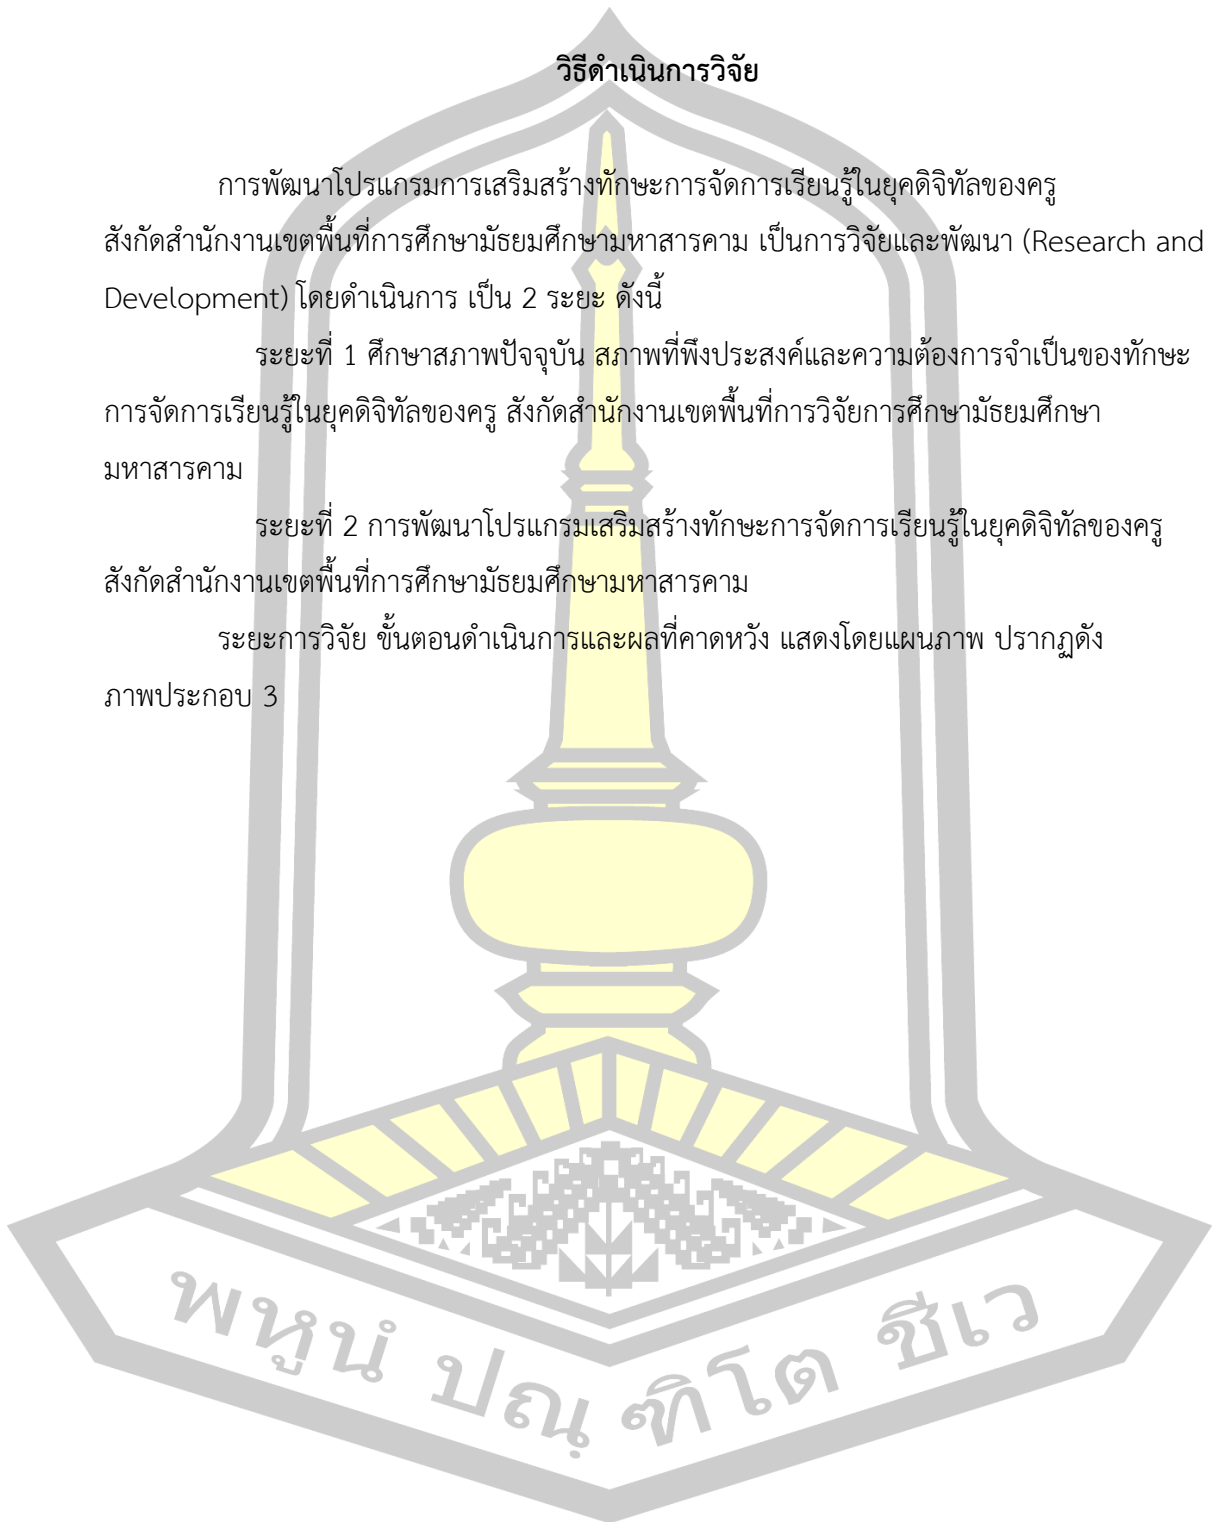 วิธีดำเนินการวิจัย
การพัฒนาโปรแกรมการเสริมสร้างทักษะการจัดการเรียนรู้ในยุคดิจิทัลของครู
สังกัดสำนักงานเขตพื้นที่การศึกษามัธยมศึกษามหาสารคาม เป็นการวิจัยและพัฒนา (Research and
Development) โดยดำเนินการ เป็น 2 ระยะ ดังนี้
ระยะที่ 1 ศึกษาสภาพปัจจุบัน สภาพที่พึงประสงค์และความต้องการจำเป็นของทักษะ
การจัดการเรียนรู้ในยุคดิจิทัลของครู สังกัดสำนักงานเขตพื้นที่การวิจัยการศึกษามัธยมศึกษา
มหาสารคาม
ระยะที่ 2 การพัฒนาโปรแกรมเสริมสร้างทักษะการจัดการเรียนรู้ในยุคดิจิทัลของครู
สังกัดสำนักงานเขตพื้นที่การศึกษามัธยมศึกษามหาสารคาม
ระยะการวิจัย ขั้นตอนดำเนินการและผลที่คาดหวัง แสดงโดยแผนภาพ ปรากฏดัง
ภาพประกอบ 3
พหูนํ ปณฺ ฑิโต ชีเว